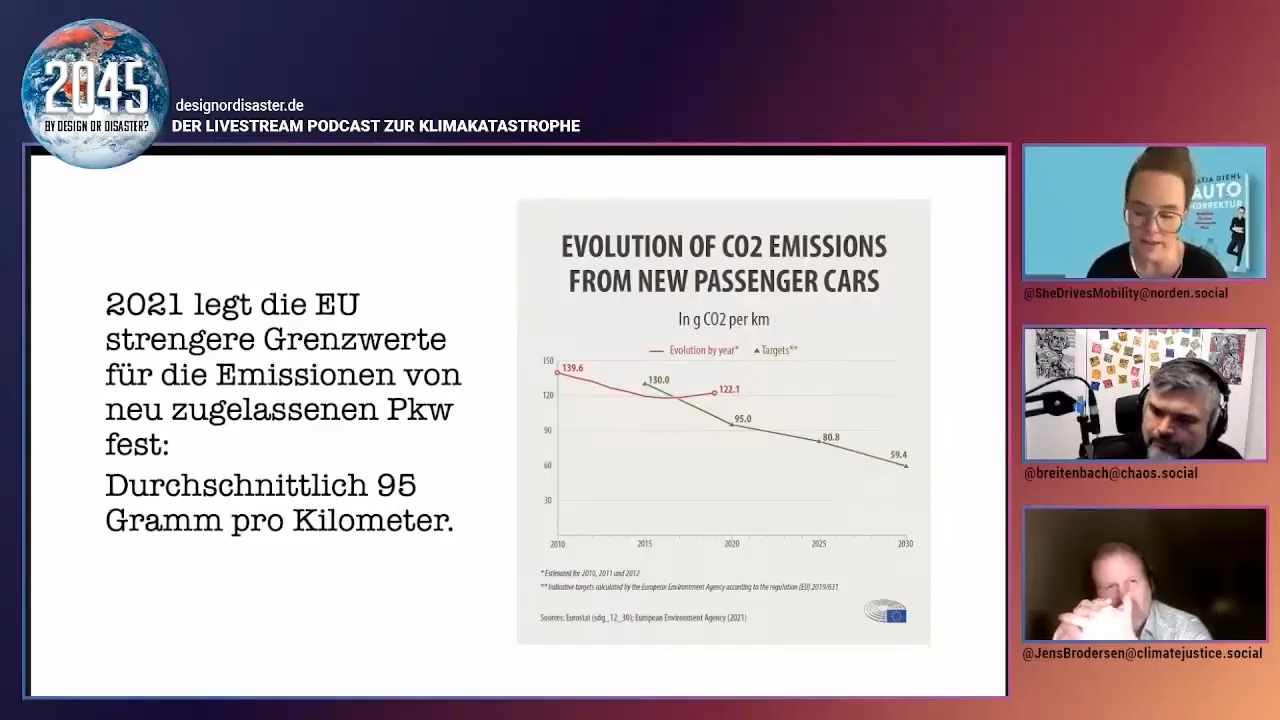 2045
BY DESIGN OR DISASTER?
designordisaster.de
DER LIVESTREAM PODCAST ZUR KLIMAKATASTROPHE
2021 legt die EU
strengere Grenzwerte
für die Emissionen von
neu zugelassenen Pkw
fest:
Durchschnittlich 95
Gramm pro Kilometer.
EVOLUTION OF CO2 EMISSIONS
FROM NEW PASSENGER CARS
In g CO2 per km
Evolution by year* Targets**
150
120
90
60
30
139.6
130.0
122.1
95.0
80.8
59.4
2010 2015 2020 2025 2030
* Estimated for 2010, 2011 and 2012
** Indicative targets calculated by the European Environment Agency according to the regulation (EU) 2019/631
Sources: Eurostat (sdg_12_30); European Environment Agency (2021)
ATJA DIEHL
AUTO
KORREKTUR
@SheDrivesMobility@norden.social
@breitenbach@chaos.social
@JensBrodersen@climatejustice.social